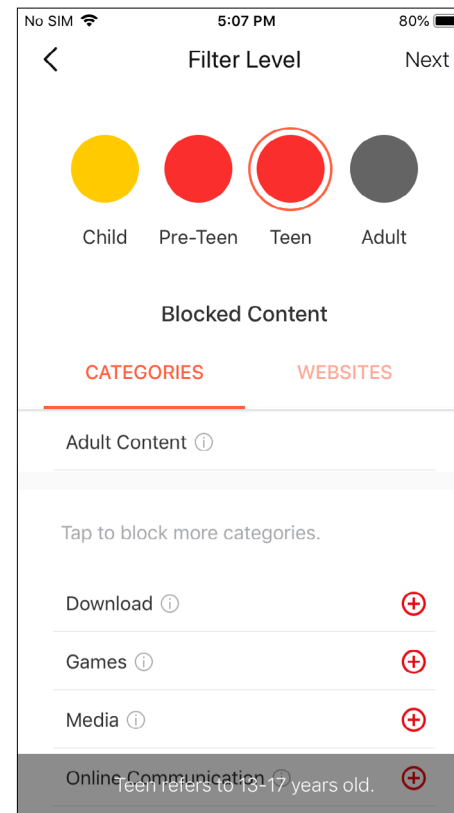 No SIM 5:07 PM 80%
Filter Level Next
Child Pre-Teen Teen Adult
Blocked Content
CATEGORIES WEBSITES
Adult Content
Tap to block more categories.
Download
Games
Media
Online Communication
Teen refers to 13-17 years old.